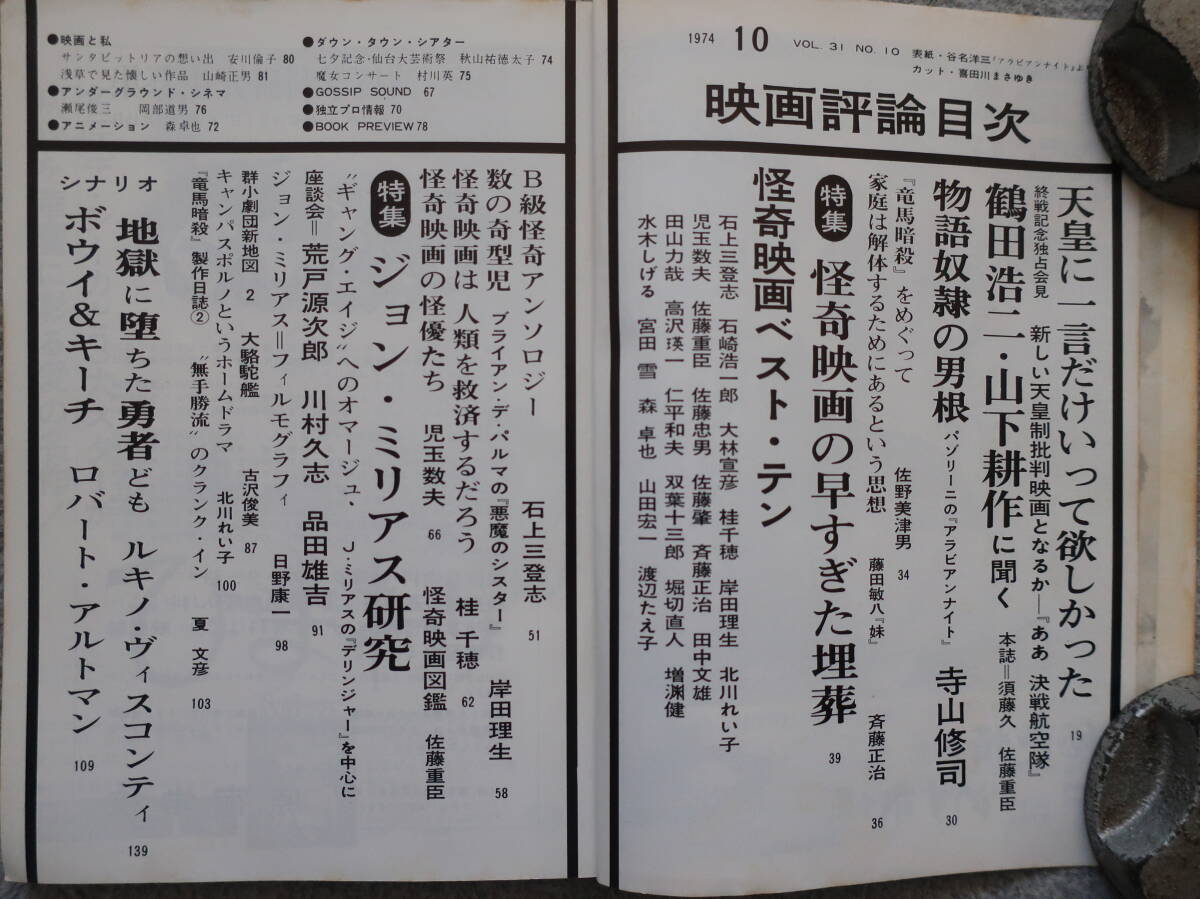 1974 10 VOL. 31 NO. 10
表紙・谷名洋三『アラビアンナイト』より
カット・喜田川まさゆき
映画評論目次
天皇に一言だけいって欲しかった 19
終戦記念独占会見 新しい天皇制批判映画となるか―『ああ 決戦航空隊』
鶴田浩二・山下耕作に聞く 本誌=須藤久 佐藤重臣
物語奴隷の男根 パゾリーニの『アラビアンナイト』 寺山修司 30
『竜馬暗殺』をめぐって 佐野美津男 34
家庭は解体するためにあるという思想 藤田敏八『妹』 斉藤正治 36
特集 怪奇映画の早すぎた埋葬 39
怪奇映画ベスト・テン
石上三登志 石崎浩一郎 大林宣彦 桂千穂 岸田理生 北川れい子
児玉数夫 佐藤重臣 佐藤忠男 佐藤肇 斉藤正治 田中文雄
田山力哉 高沢瑛一 仁平和夫 双葉十三郎 堀切直人 増淵健
水木しげる 宮田雪 森卓也 山田宏一 渡辺たえ子
●映画と私
サンタビットリアの想い出 安川倫子 80
浅草で見た懐しい作品 山崎正男 81
●アンダーグラウンド・シネマ
瀬尾俊三 岡部道男 76
●アニメーション 森卓也 72
●ダウン・タウン・シアター
七夕記念・仙台大芸術祭 秋山祐徳太子 74
魔女コンサート 村川英 75
●GOSSIP SOUND 67
●独立プロ情報 70
●BOOK PREVIEW 78
B級怪奇アンソロジー 石上三登志 51
数の奇型児 ブライアン・デ・パルマの『悪魔のシスター』 岸田理生 58
怪奇映画は人類を救済するだろう 桂千穂 62
怪奇映画の怪優たち 児玉数夫 66 怪奇映画図鑑 佐藤重臣
特集 ジョン・ミリアス研究
“ギャング・エイジ”へのオマージュ、J・ミリアスの『デリンジャー』を中心に
座談会=荒戸源次郎 川村久志 品田雄吉 91
ジョン・ミリアス=フィルモグラフィ 日野康一 98
群小劇団新地図 2 大駱駝艦 古沢俊美 87
キャンパスポルノというホームドラマ 北川れい子 100
『竜馬暗殺』製作日誌② “無手勝流”のクランク・イン 夏文彦 103
シナリオ 地獄に堕ちた勇者ども ルキノ・ヴィスコンティ 139
ボウイ&キーチ ロバート・アルトマン 109